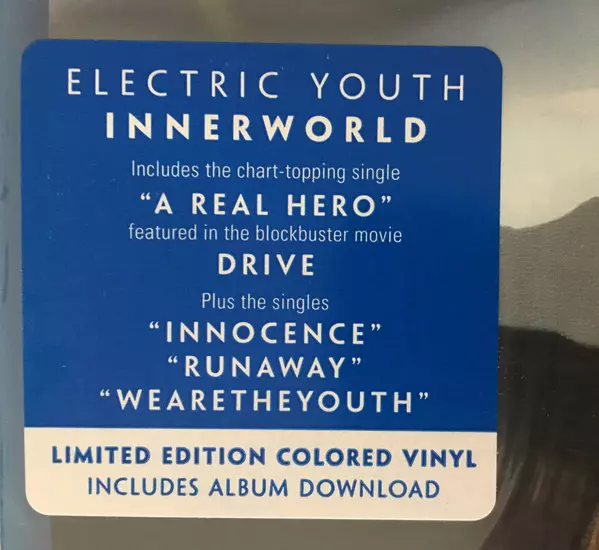 ELECTRIC YOUTH
INNERWORLD
Includes the chart-topping single
“A REAL HERO”
featured in the blockbuster movie
DRIVE
Plus the singles
“INNOCENCE”
“RUNAWAY”
“WEARETHEYOUTH”
LIMITED EDITION COLORED VINYL
INCLUDES ALBUM DOWNLOAD